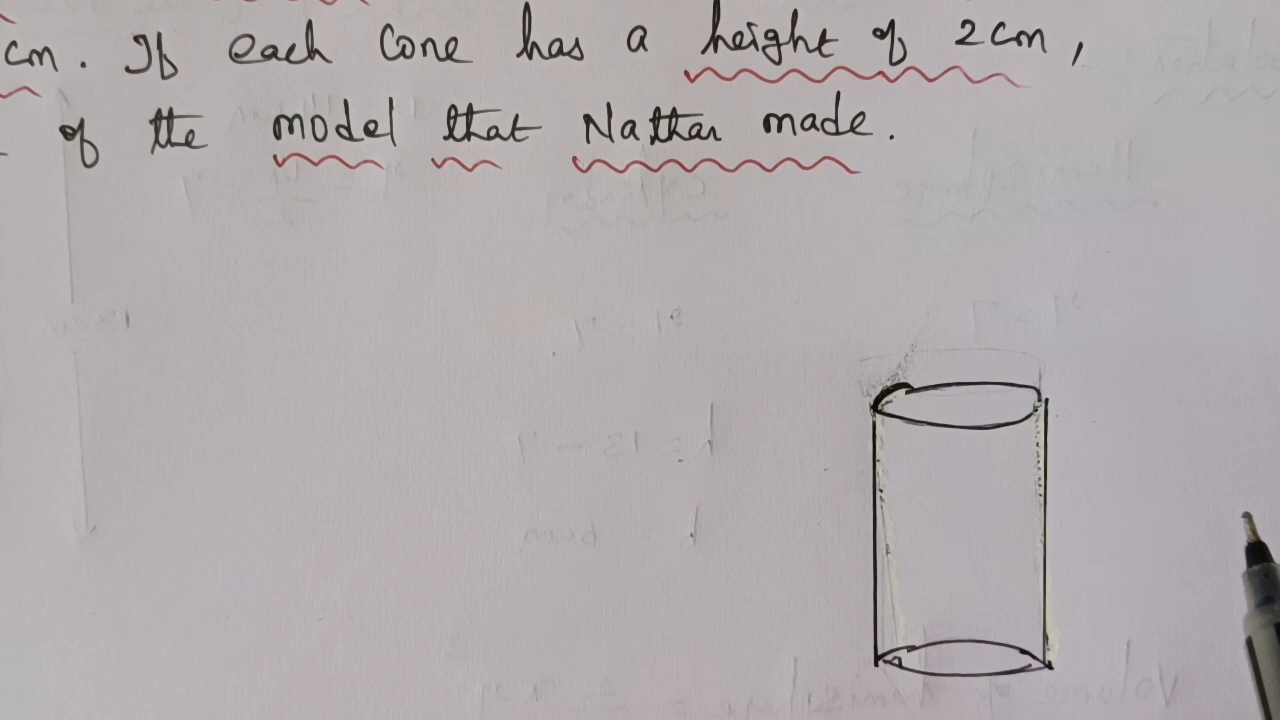 cm. If each Cone has a height of 2cm,
of the model that Nathan made.